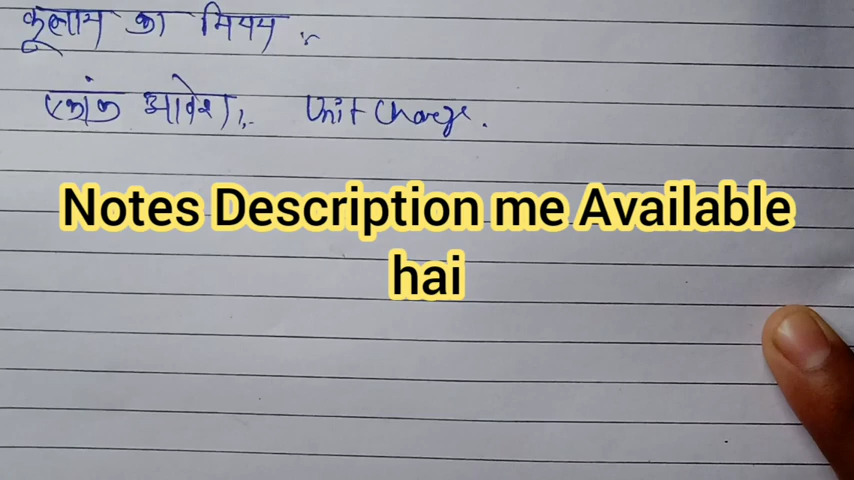 कूलाम का नियम :-
एकांक आवेश :- Unit Charge.
Notes Description me Available
hai